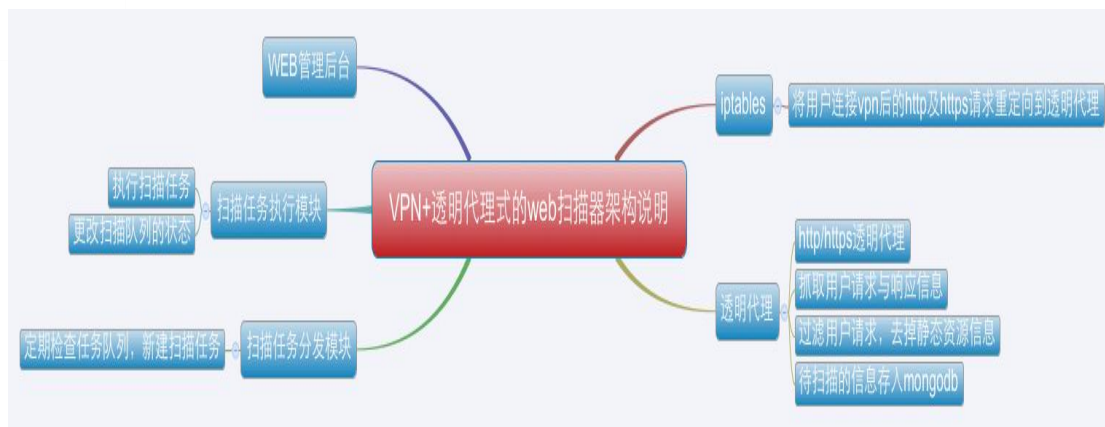 VPN+透明代理式的web扫描器架构说明
iptables
将用户连接vpn后的http及https请求重定向到透明代理
透明代理
http/https透明代理
抓取用户请求与响应信息
过滤用户请求，去掉静态资源信息
待扫描的信息存入mongodb
WEB管理后台
扫描任务执行模块
执行扫描任务
更改扫描队列的状态
扫描任务分发模块
定期检查任务队列，新建扫描任务